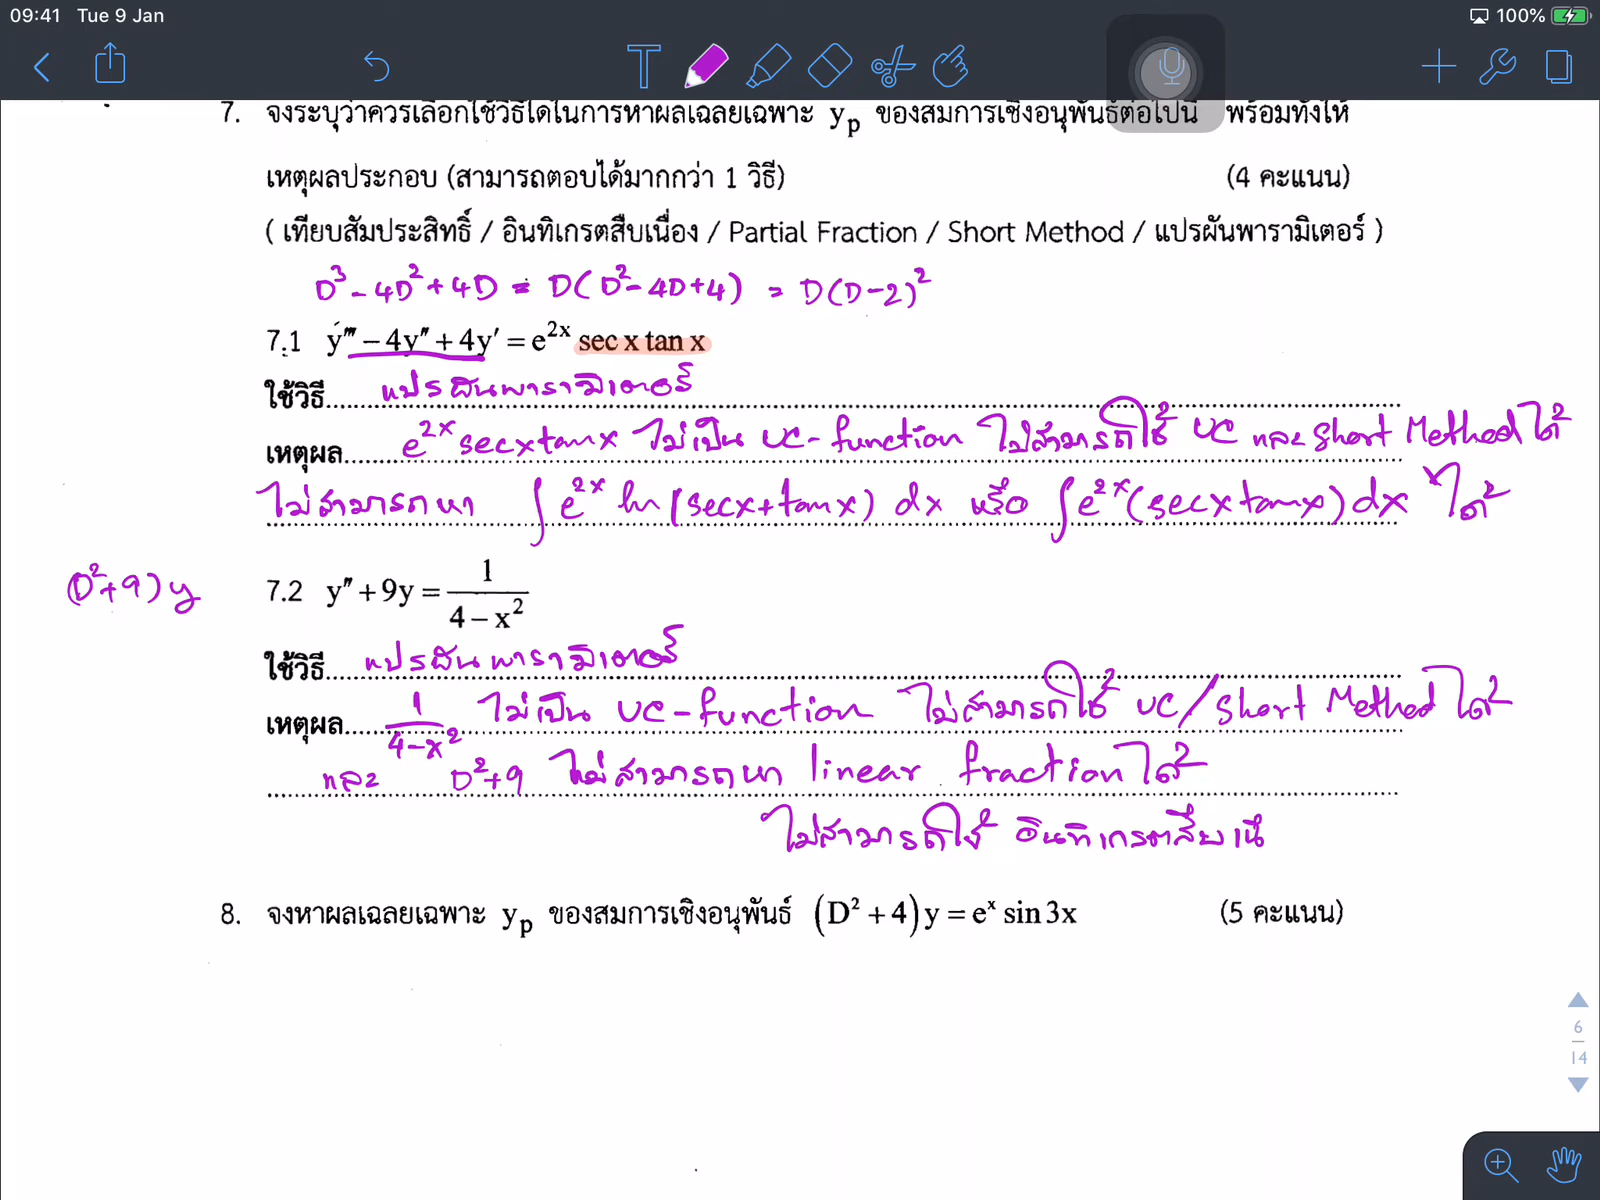 09:41 Tue 9 Jan
100%
7. จงระบุว่าควรเลือกใช้วิธีใดในการหาผลเฉลยเฉพาะ yp ของสมการเชิงอนุพันธ์ต่อไปนี้ พร้อมทั้งให้
เหตุผลประกอบ (สามารถตอบได้มากกว่า 1 วิธี) (4 คะแนน)
( เทียบสัมประสิทธิ์ / อินทิเกรตสืบเนื่อง / Partial Fraction / Short Method / แปรผันพารามิเตอร์ )
D³ - 4D² + 4D = D(D² - 4D + 4) = D(D - 2)²
7.1 y‴ − 4y″ + 4y′ = e^{2x} sec x tan x
ใช้วิธี แปรผันพารามิเตอร์
เหตุผล e^{2x} sec x tan x ไม่เป็น UC-function ไม่สามารถใช้ UC และ Short Method ได้
ไม่สามารถหา ∫ e^{2x} ln(sec x + tan x) dx หรือ ∫ e^{2x} (sec x tan x) dx ได้
(D² + 9) y
7.2 y″ + 9y = 1/(4 − x²)
ใช้วิธี แปรผันพารามิเตอร์
เหตุผล 1/(4 − x²) ไม่เป็น UC-function ไม่สามารถใช้ UC/Short Method ได้
และ D² + 9 ไม่สามารถหา linear fraction ได้
ไม่สามารถใช้ อินทิเกรตสืบเนื
8. จงหาผลเฉลยเฉพาะ yp ของสมการเชิงอนุพันธ์ (D² + 4) y = e^x sin 3x (5 คะแนน)
6
14